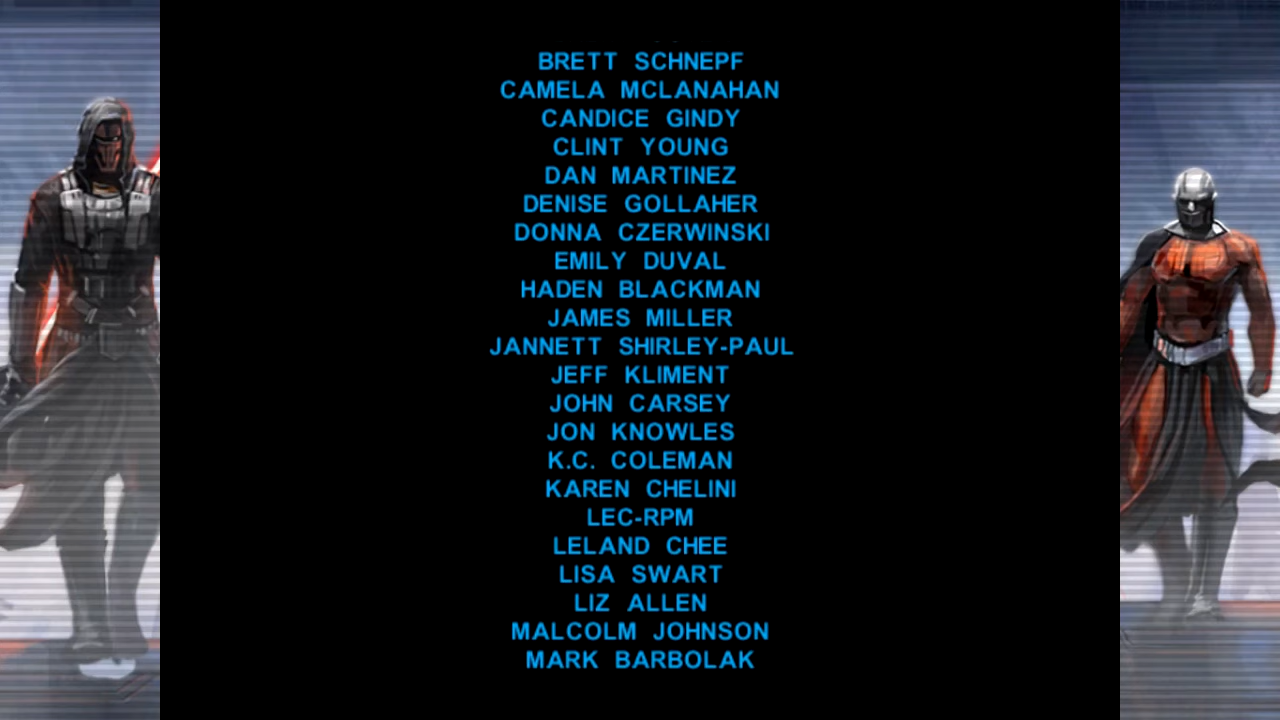 BRETT SCHNEPF
CAMELA MCLANAHAN
CANDICE GINDY
CLINT YOUNG
DAN MARTINEZ
DENISE GOLLAHER
DONNA CZERWINSKI
EMILY DUVAL
HADEN BLACKMAN
JAMES MILLER
JANNETT SHIRLEY-PAUL
JEFF KLIMENT
JOHN CARSEY
JON KNOWLES
K.C. COLEMAN
KAREN CHELINI
LEC-RPM
LELAND CHEE
LISA SWART
LIZ ALLEN
MALCOLM JOHNSON
MARK BARBOLAK